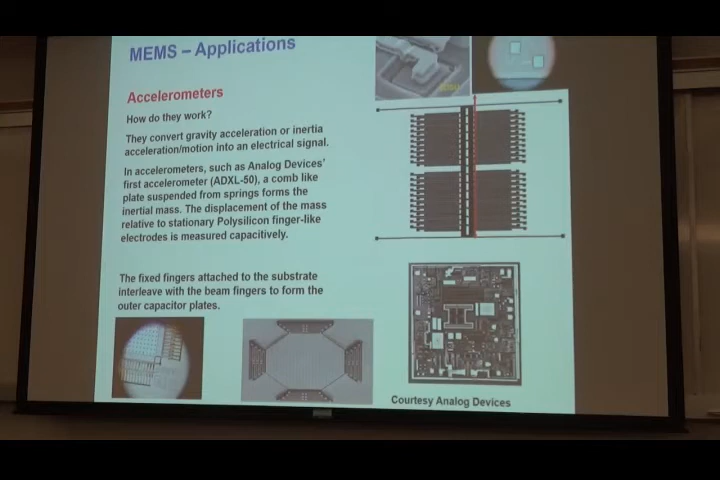 MEMS – Applications
Accelerometers
How do they work?
They convert gravity acceleration or inertia
acceleration/motion into an electrical signal.
In accelerometers, such as Analog Devices'
first accelerometer (ADXL-50), a comb like
plate suspended from springs forms the
inertial mass. The displacement of the mass
relative to stationary Polysilicon finger-like
electrodes is measured capacitively.
The fixed fingers attached to the substrate
interleave with the beam fingers to form the
outer capacitor plates.
Courtesy Analog Devices